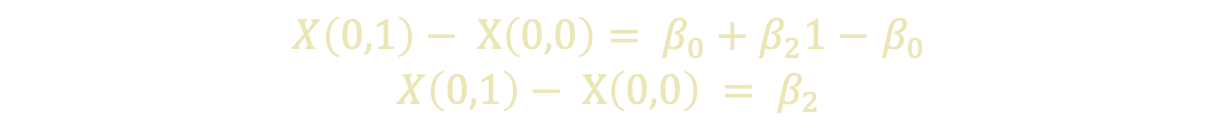 X(0,1) − X(0,0) = β₀ + β₂1 − β₀
X(0,1) − X(0,0) = β₂